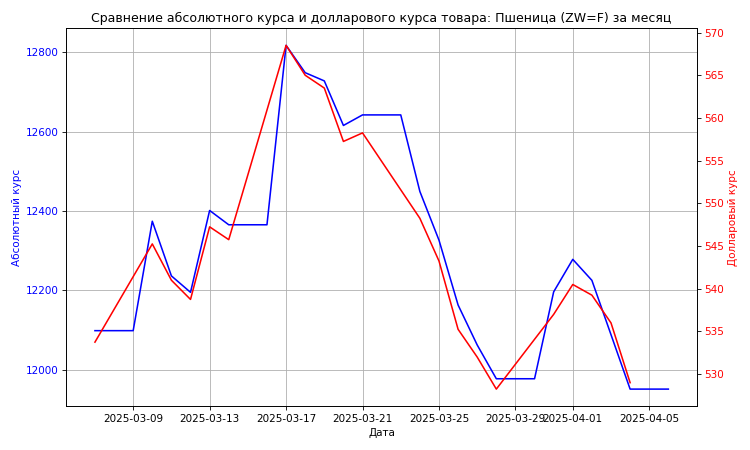 Сравнение абсолютного курса и долларового курса товара: Пшеница (ZW=F) за месяц
Абсолютный курс
12800
12600
12400
12200
12000
570
565
560
555
550
545
540
535
530
Долларовый курс
2025-03-09 2025-03-13 2025-03-17 2025-03-21 2025-03-25 2025-03-29 2025-04-01 2025-04-05
Дата